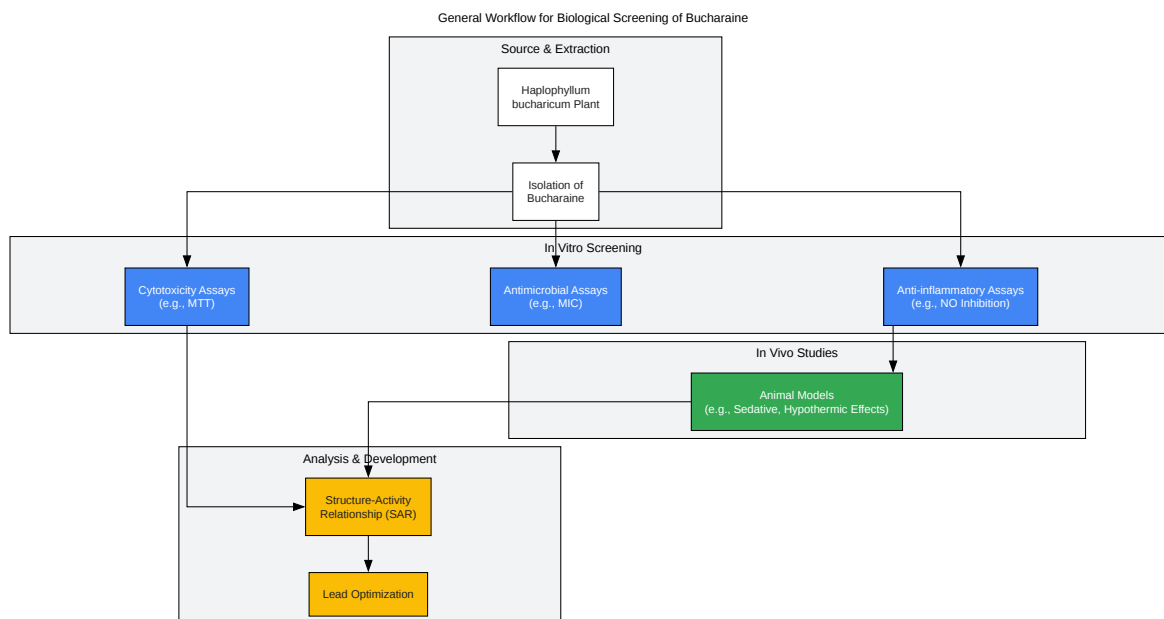 General Workflow for Biological Screening of Bucharaine
Source & Extraction
Haplophyllum
bucharicum Plant
Isolation of
Bucharaine
In Vitro Screening
Cytotoxicity Assays
(e.g., MTT)
Antimicrobial Assays
(e.g., MIC)
Anti-inflammatory Assays
(e.g., NO Inhibition)
In Vivo Studies
Animal Models
(e.g., Sedative, Hypothermic Effects)
Analysis & Development
Structure-Activity
Relationship (SAR)
Lead Optimization